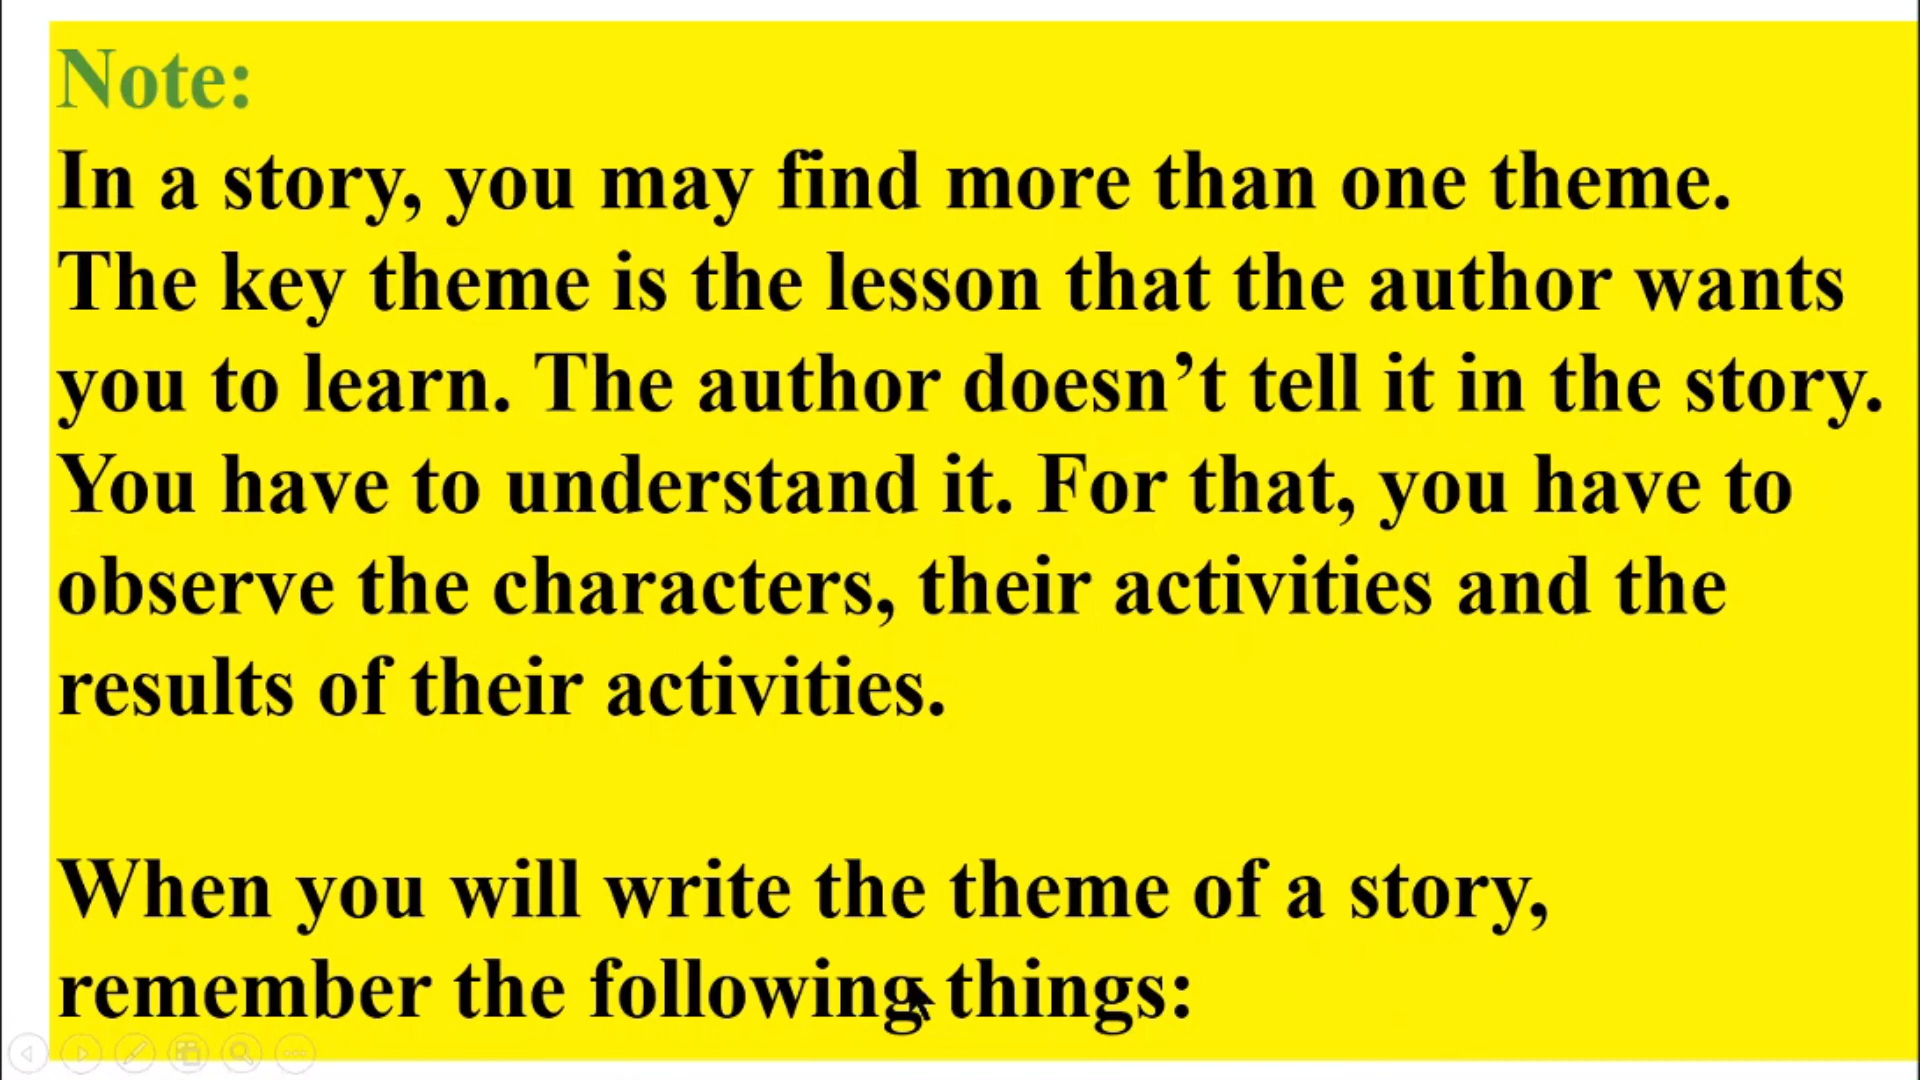 Note:
In a story, you may find more than one theme.
The key theme is the lesson that the author wants
you to learn. The author doesn’t tell it in the story.
You have to understand it. For that, you have to
observe the characters, their activities and the
results of their activities.
When you will write the theme of a story,
remember the following things: